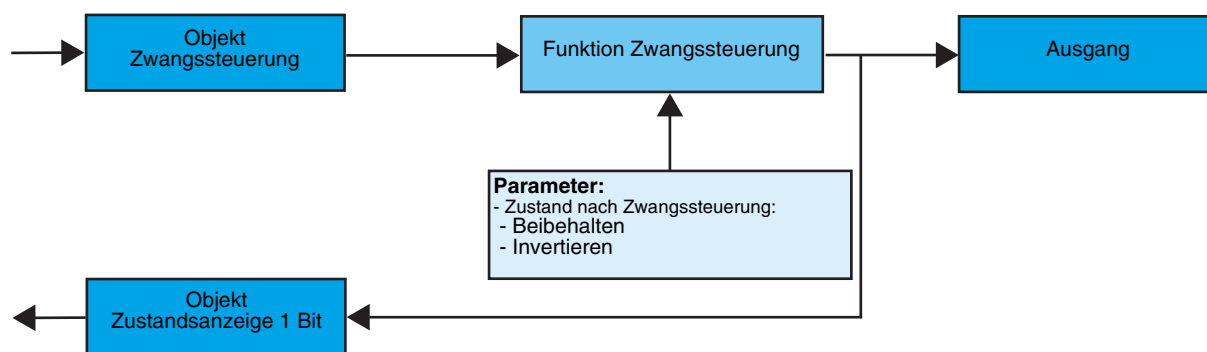 Objekt
Zwangssteuerung
Funktion Zwangssteuerung
Ausgang
Parameter:
- Zustand nach Zwangssteuerung:
- Beibehalten
- Invertieren
Objekt
Zustandsanzeige 1 Bit